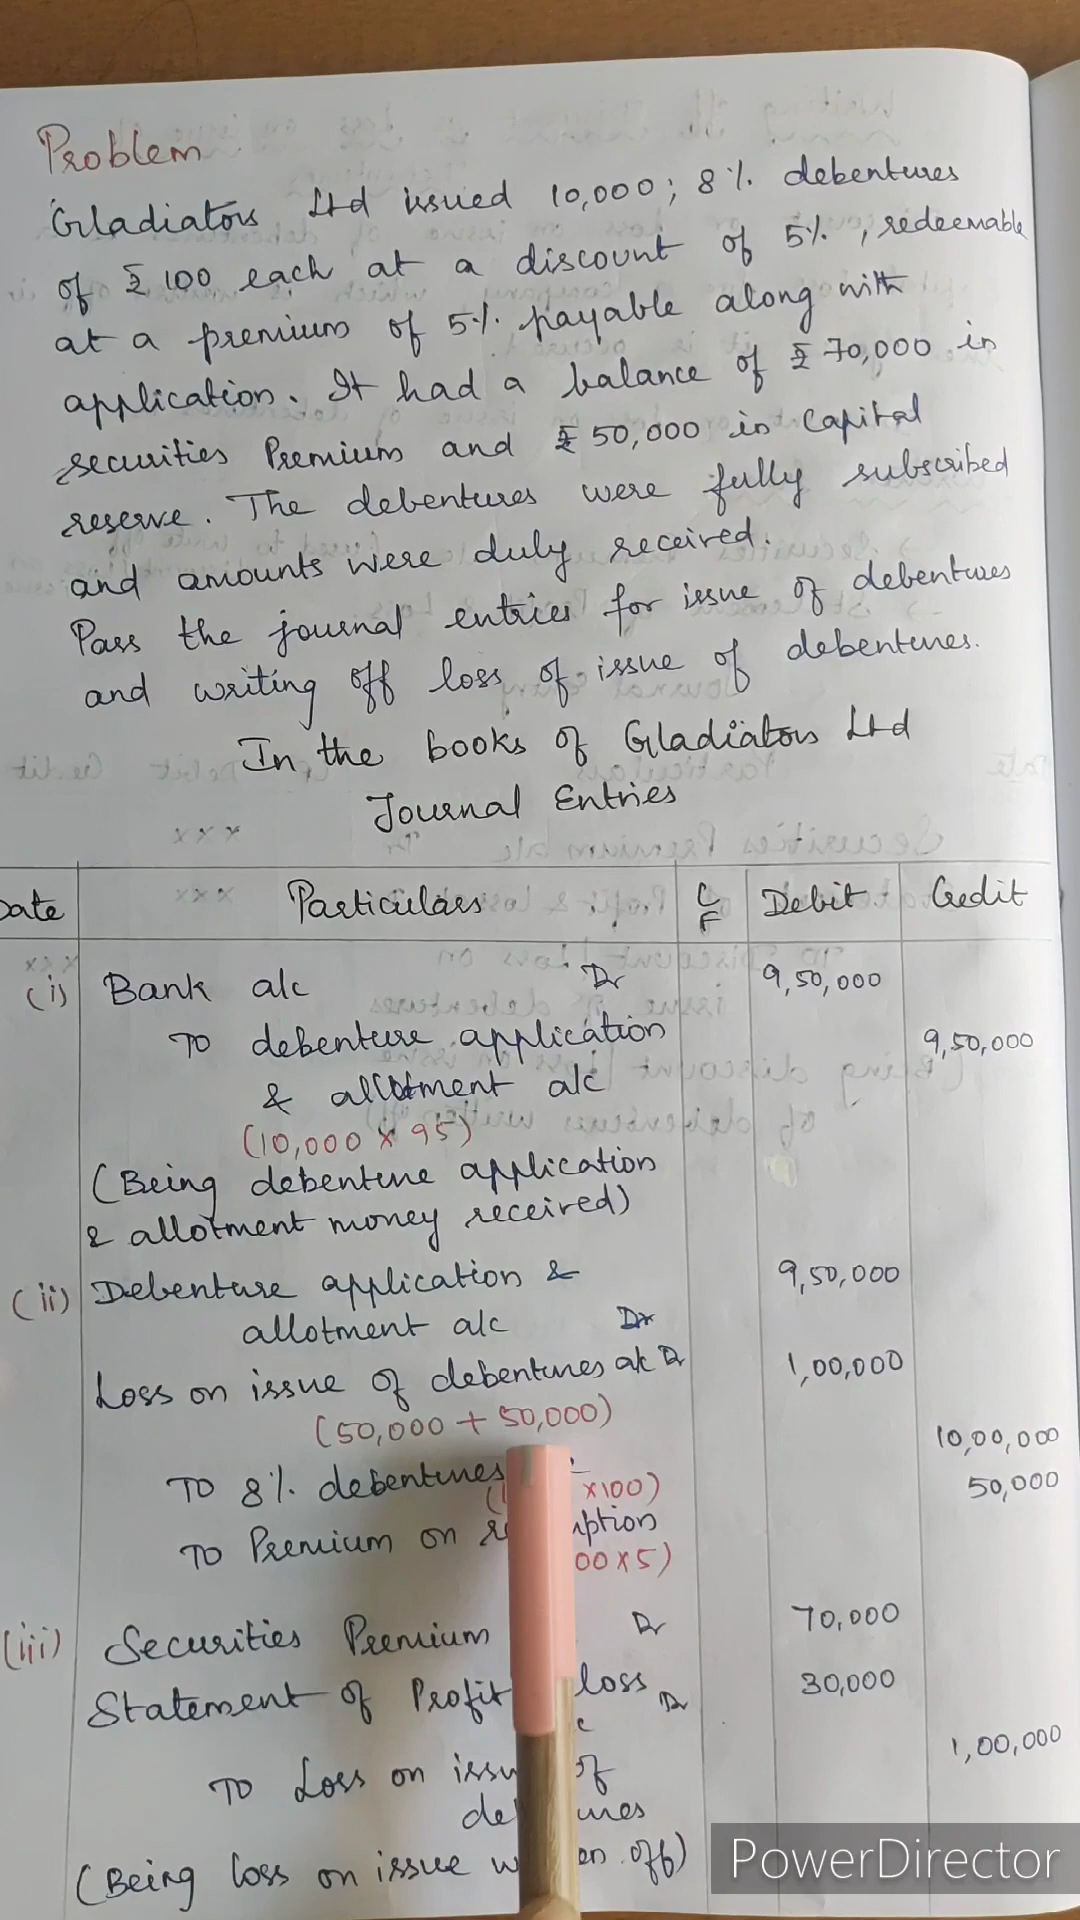 Problem
Gladiators Ltd issued 10,000; 8% debentures
of ₹ 100 each at a discount of 5%, redeemable
at a premium of 5% payable along with
application. It had a balance of ₹ 70,000 in
securities Premium and ₹ 50,000 in Capital
reserve. The debentures were fully subscribed
and amounts were duly received.
Pass the journal entries for issue of debentures
and writing off loss of issue of debentures.
In the books of Gladiators Ltd
Journal Entries
Date Particulars L F Debit Credit
(i) Bank a/c Dr 9,50,000
To debenture application 9,50,000
& allotment a/c
(10,000 x 95)
(Being debenture application
& allotment money received)
(ii) Debenture application & 9,50,000
allotment a/c Dr
Loss on issue of debentures a/c Dr 1,00,000
(50,000 + 50,000)
10,00,000
To 8% debentures 50,000
x100)
To Premium on
00x5)
(iii) Securities Premium Dr 70,000
Statement of Profit loss Dr 30,000
1,00,000
To Loss on of
(Being loss on issue off)
PowerDirector